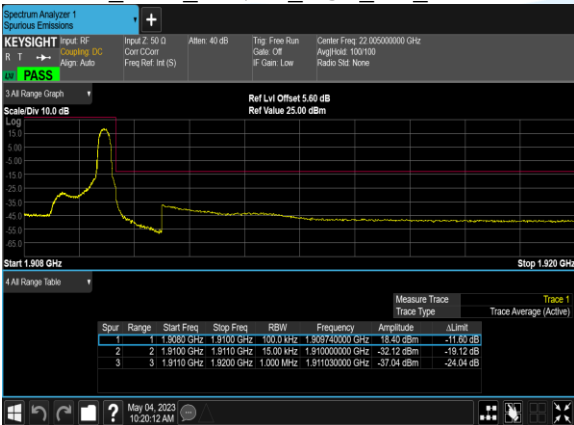 Spectrum Analyzer 1
Spurious Emissions
+
KEYSIGHT
R T
LXI
PASS
Input: RF
Coupling: DC
Align: Auto
Input Z: 50 Ω
Corr CCorr
Freq Ref: Int (S)
Atten: 40 dB
Trig: Free Run
Gate: Off
IF Gain: Low
Center Freq: 22.005000000 GHz
Avg|Hold: 100/100
Radio Std: None
3 All Range Graph
Scale/Div 10.0 dB
Ref Lvl Offset 5.60 dB
Ref Value 25.00 dBm
Log
15.0
5.00
-5.00
-15.0
-25.0
-35.0
-45.0
-55.0
-65.0
Start 1.908 GHz
Stop 1.920 GHz
4 All Range Table
Measure Trace Trace 1
Trace Type Trace Average (Active)
Spur Range Start Freq Stop Freq RBW Frequency Amplitude ΔLimit
1 1 1.9080 GHz 1.9100 GHz 100.0 kHz 1.909740000 GHz 18.40 dBm -11.60 dB
2 2 1.9100 GHz 1.9110 GHz 15.00 kHz 1.910000000 GHz -32.12 dBm -19.12 dB
3 3 1.9110 GHz 1.9200 GHz 1.000 MHz 1.911030000 GHz -37.04 dBm -24.04 dB
?
May 04, 2023
10:20:12 AM